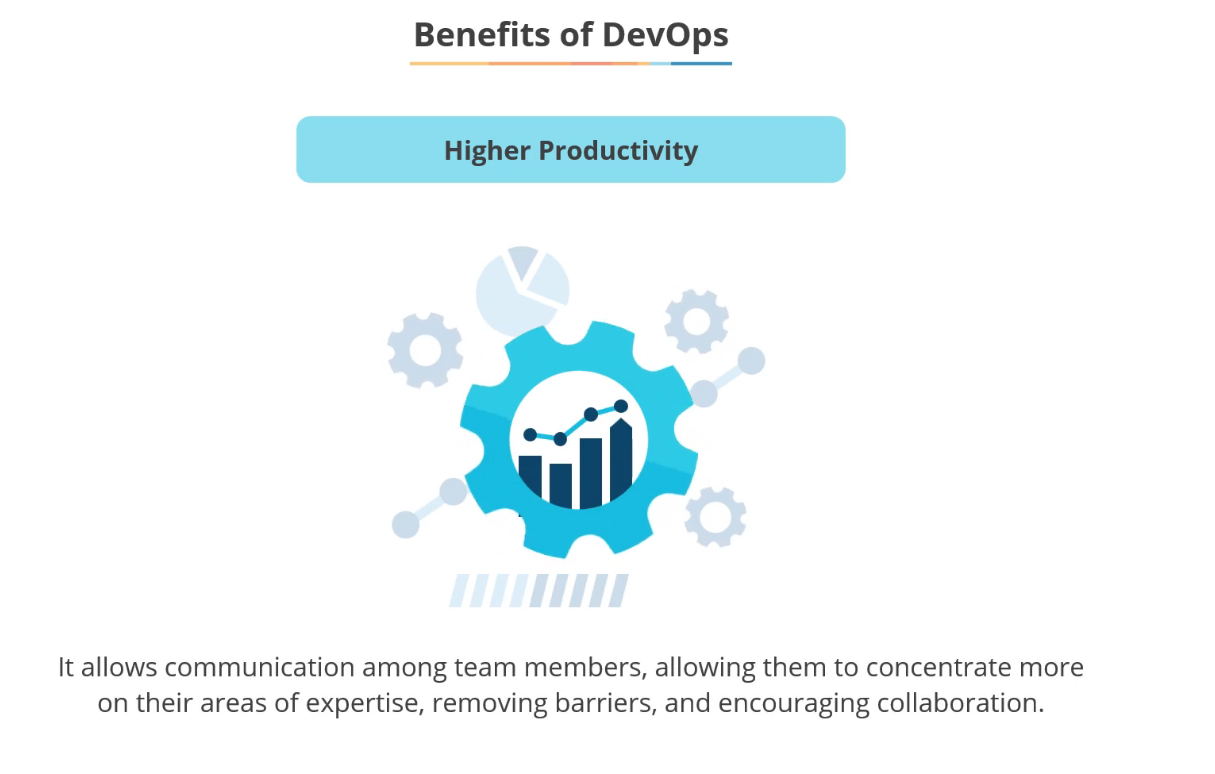 Benefits of DevOps
Higher Productivity
It allows communication among team members, allowing them to concentrate more
on their areas of expertise, removing barriers, and encouraging collaboration.